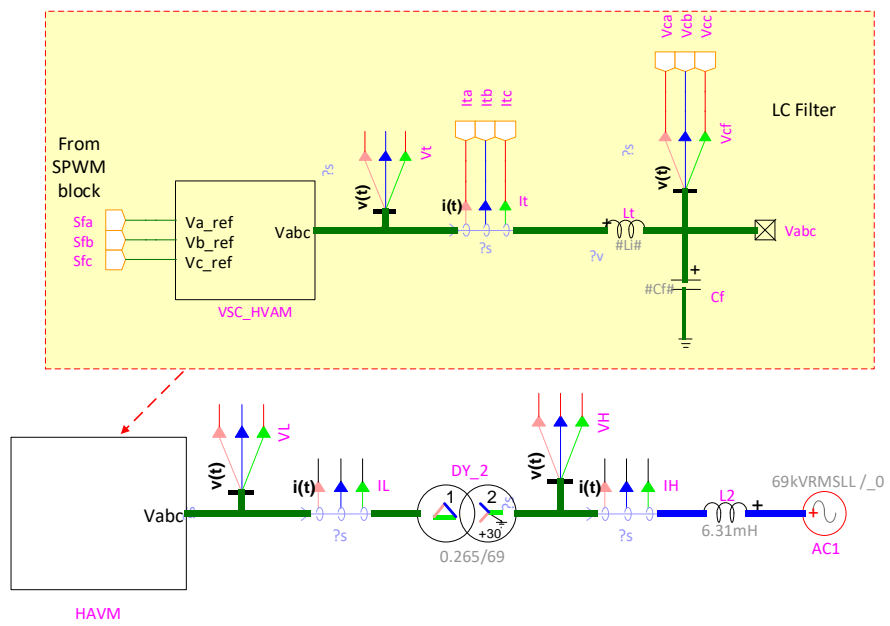 Vca
Vcb
Vcc
LC Filter
Ita
Itb
Itc
From
SPWM
block
?s
v(t)
Vt
i(t)
It
?s
?s
v(t)
Vcf
Sfa
Sfb
Sfc
Va_ref
Vb_ref
Vc_ref
Vabc
VSC_HVAM
+
Lt
#Li#
?v
Vabc
+
#Cf#
Cf
v(t)
VL
i(t)
IL
?s
DY_2
1
2
+30
0.265/69
v(t)
VH
?s
i(t)
IH
?s
L2
+
6.31mH
69kVRMSLL /_0
+
AC1
Vabc
HAVM